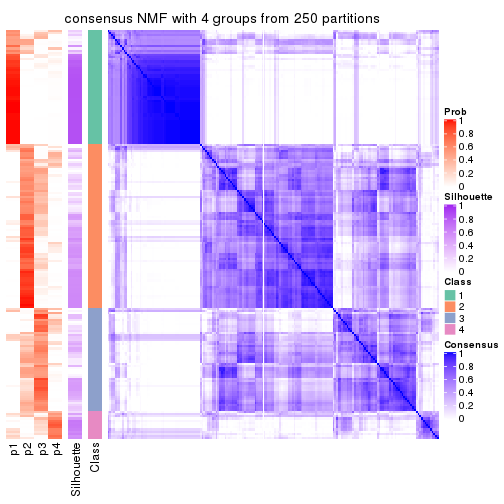 consensus NMF with 4 groups from 250 partitions
Prob
1
0.8
0.6
0.4
0.2
0
Silhouette
1
0.8
0.6
0.4
0.2
0
Class
1
2
3
4
Consensus
1
0.8
0.6
0.4
0.2
0
p1
p2
p3
p4
Silhouette
Class